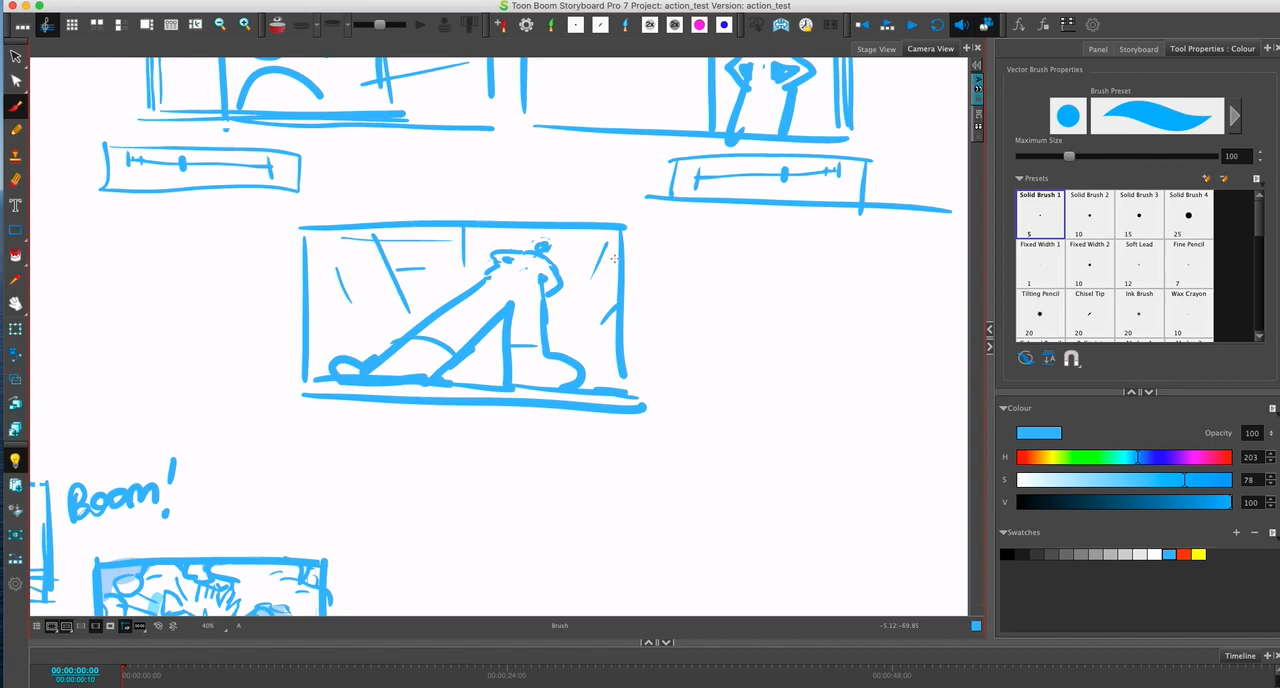 Toon Boom Storyboard Pro 7 Project: action_test Version: action_test
Stage View
Camera View
Panel
Storyboard
Tool Properties : Colour
Vector Brush Properties
Brush Preset
Maximum Size
100
Presets
Solid Brush 1
Solid Brush 2
Solid Brush 3
Solid Brush 4
5
10
15
25
Fixed Width 1
Fixed Width 2
Soft Lead
Fine Pencil
1
10
12
7
Tilting Pencil
Chisel Tip
Ink Brush
Wax Crayon
20
20
20
10
Colour
Opacity
100
H
203
S
78
V
100
Swatches
Boom!
40%
A
Brush
-5.12:-69.85
Timeline
00:00:00:00
00:00:00:10
00:00:00:00
00:00:24:00
00:00:48:00